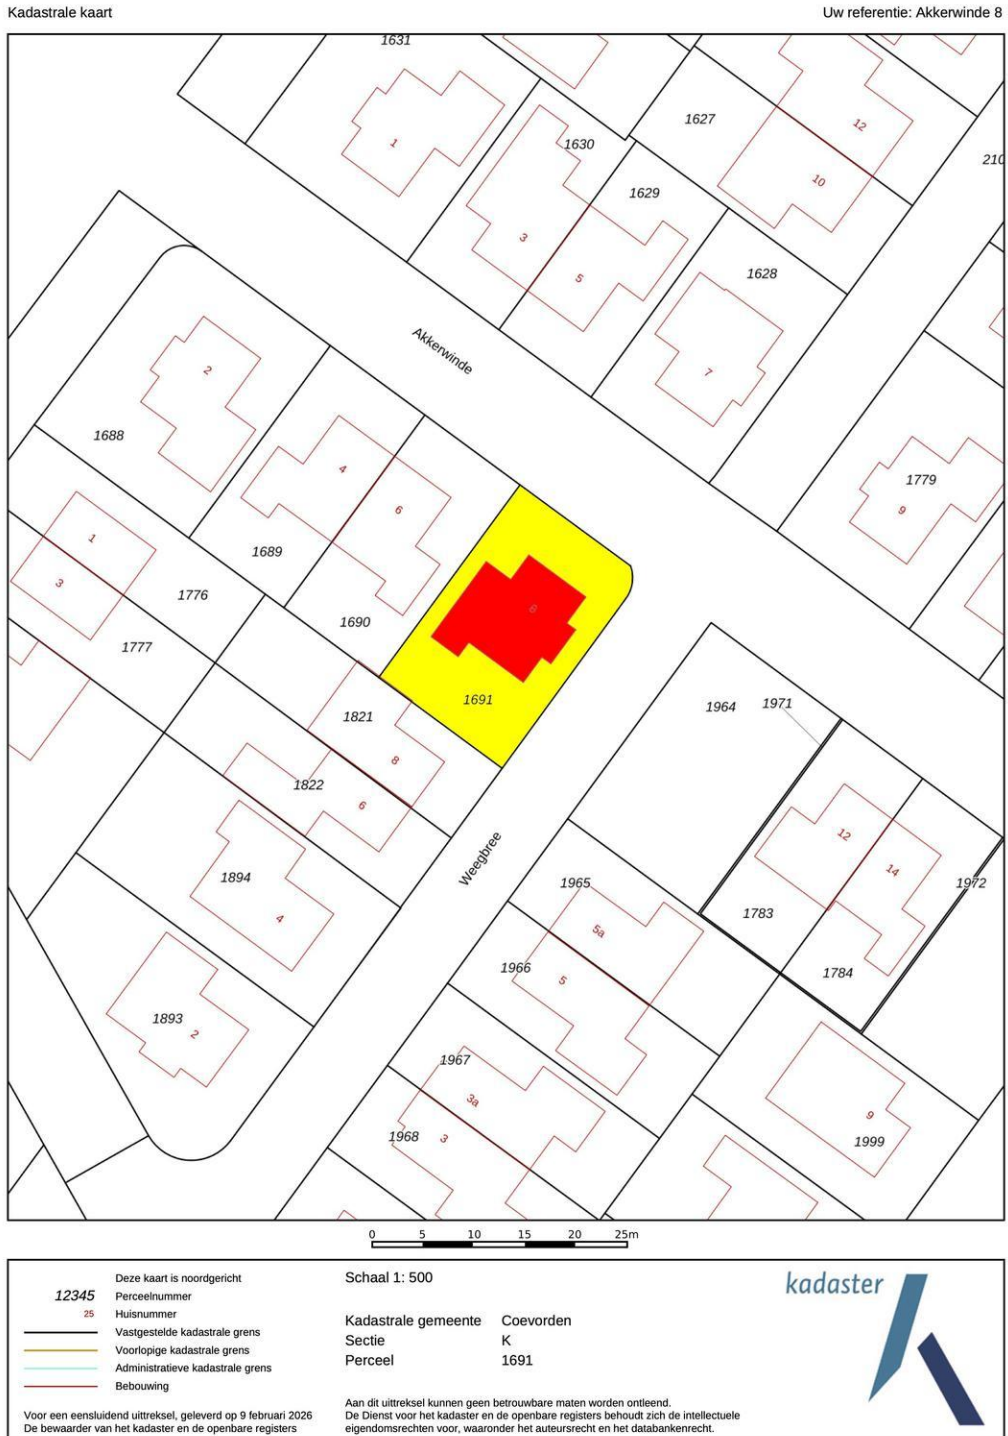 Kadastrale kaart
Uw referentie: Akkerwinde 8
1631
1
1630
1627
12
10
210
1629
3
5
1628
7
Akkerwinde
2
1688
4
6
1689
1779
9
1
3
1776
1777
1690
8
1691
1821
8
1822
6
1964
1971
12
14
1972
1783
1784
Weegbree
1894
4
1893
2
1965
5a
1966
5
1967
3a
1968
3
9
1999
0 5 10 15 20 25m
Deze kaart is noordgericht
12345 Perceelnummer
25 Huisnummer
Vastgestelde kadastrale grens
Voorlopige kadastrale grens
Administratieve kadastrale grens
Bebouwing
Voor een eensluidend uittreksel, geleverd op 9 februari 2026
De bewaarder van het kadaster en de openbare registers
Schaal 1: 500
Kadastrale gemeente Coevorden
Sectie K
Perceel 1691
Aan dit uittreksel kunnen geen betrouwbare maten worden ontleend.
De Dienst voor het kadaster en de openbare registers behoudt zich de intellectuele
eigendomsrechten voor, waaronder het auteursrecht en het databankenrecht.
kadaster